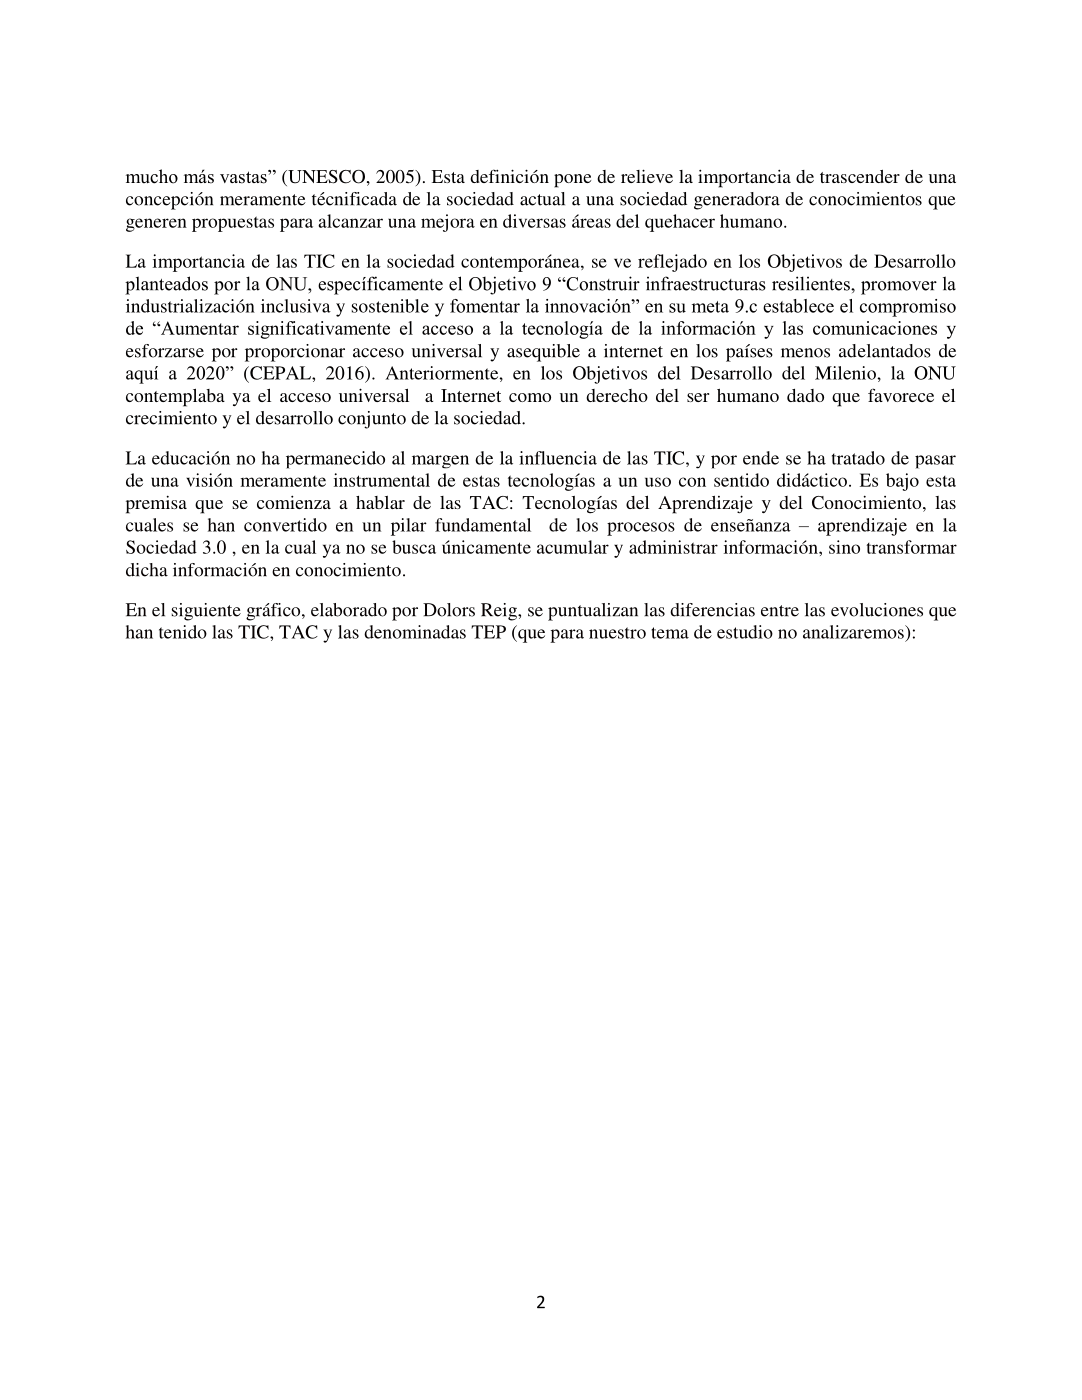 mucho más vastas” (UNESCO, 2005). Esta definición pone de relieve la importancia de trascender de una
concepción meramente técnificada de la sociedad actual a una sociedad generadora de conocimientos que
generen propuestas para alcanzar una mejora en diversas áreas del quehacer humano.
La importancia de las TIC en la sociedad contemporánea, se ve reflejado en los Objetivos de Desarrollo
planteados por la ONU, específicamente el Objetivo 9 “Construir infraestructuras resilientes, promover la
industrialización inclusiva y sostenible y fomentar la innovación” en su meta 9.c establece el compromiso
de “Aumentar significativamente el acceso a la tecnología de la información y las comunicaciones y
esforzarse por proporcionar acceso universal y asequible a internet en los países menos adelantados de
aquí a 2020” (CEPAL, 2016). Anteriormente, en los Objetivos del Desarrollo del Milenio, la ONU
contemplaba ya el acceso universal a Internet como un derecho del ser humano dado que favorece el
crecimiento y el desarrollo conjunto de la sociedad.
La educación no ha permanecido al margen de la influencia de las TIC, y por ende se ha tratado de pasar
de una visión meramente instrumental de estas tecnologías a un uso con sentido didáctico. Es bajo esta
premisa que se comienza a hablar de las TAC: Tecnologías del Aprendizaje y del Conocimiento, las
cuales se han convertido en un pilar fundamental de los procesos de enseñanza – aprendizaje en la
Sociedad 3.0 , en la cual ya no se busca únicamente acumular y administrar información, sino transformar
dicha información en conocimiento.
En el siguiente gráfico, elaborado por Dolors Reig, se puntualizan las diferencias entre las evoluciones que
han tenido las TIC, TAC y las denominadas TEP (que para nuestro tema de estudio no analizaremos):
2